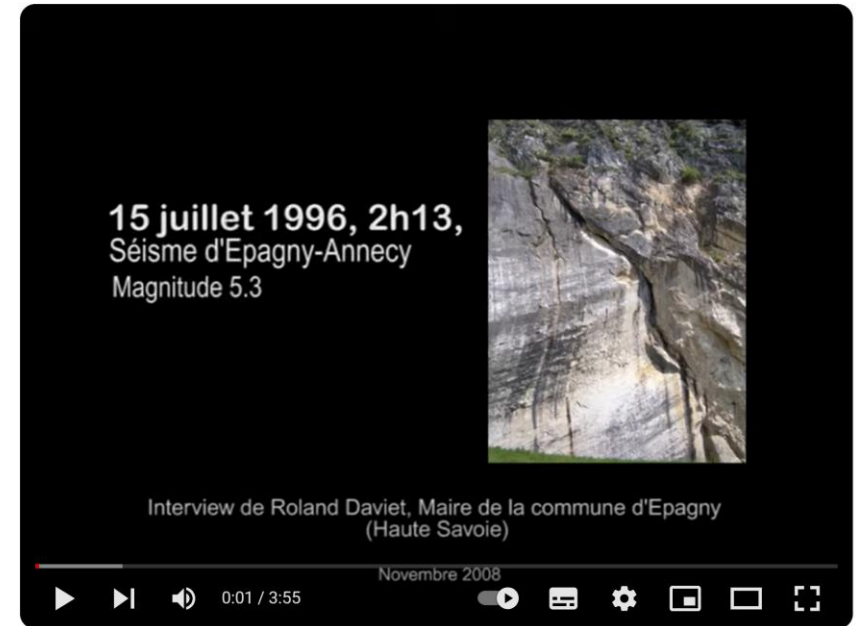 15 juillet 1996, 2h13,
Séisme d'Epagny-Annecy
Magnitude 5.3
Interview de Roland Daviet, Maire de la commune d'Epagny
(Haute Savoie)
Novembre 2008
0:01 / 3:55